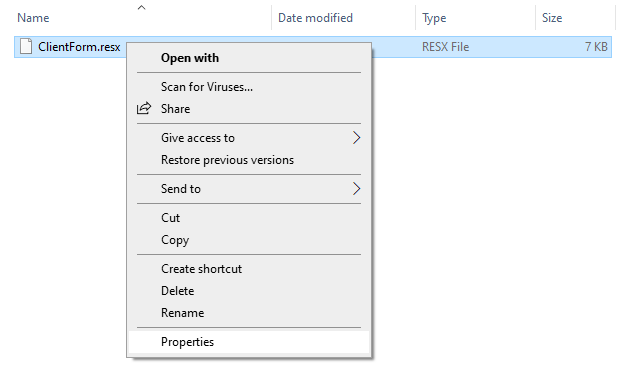 Name Date modified Type Size
ClientForm.resx RESX File 7 KB
Open with
Scan for Viruses...
Share
Give access to
Restore previous versions
Send to
Cut
Copy
Create shortcut
Delete
Rename
Properties